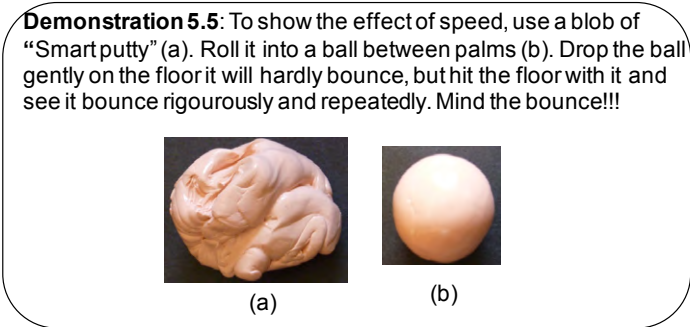 Demonstration 5.5: To show the effect of speed, use a blob of
“Smart putty” (a). Roll it into a ball between palms (b). Drop the ball
gently on the floor it will hardly bounce, but hit the floor with it and
see it bounce rigourously and repeatedly. Mind the bounce!!!
(a)
(b)